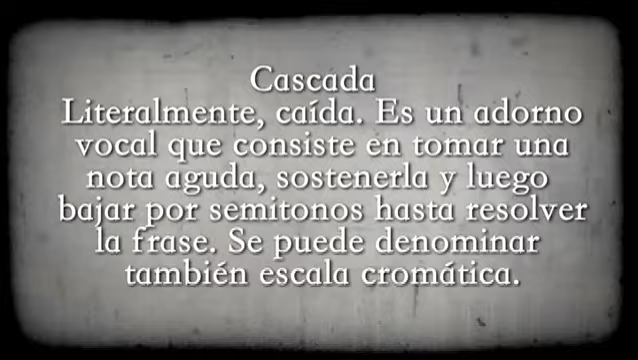 Cascada
Literalmente, caída. Es un adorno
vocal que consiste en tomar una
nota aguda, sostenerla y luego
bajar por semitonos hasta resolver
la frase. Se puede denominar
también escala cromática.